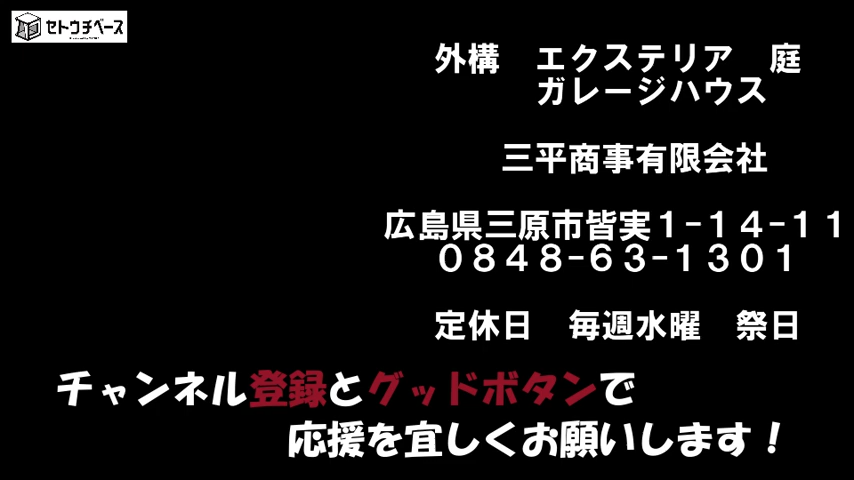 セトウチベース
外構　エクステリア　庭
ガレージハウス
三平商事有限会社
広島県三原市皆実１-１４-１１
０８４８-６３-１３０１
定休日　毎週水曜　祭日
チャンネル登録とグッドボタンで
応援を宜しくお願いします！